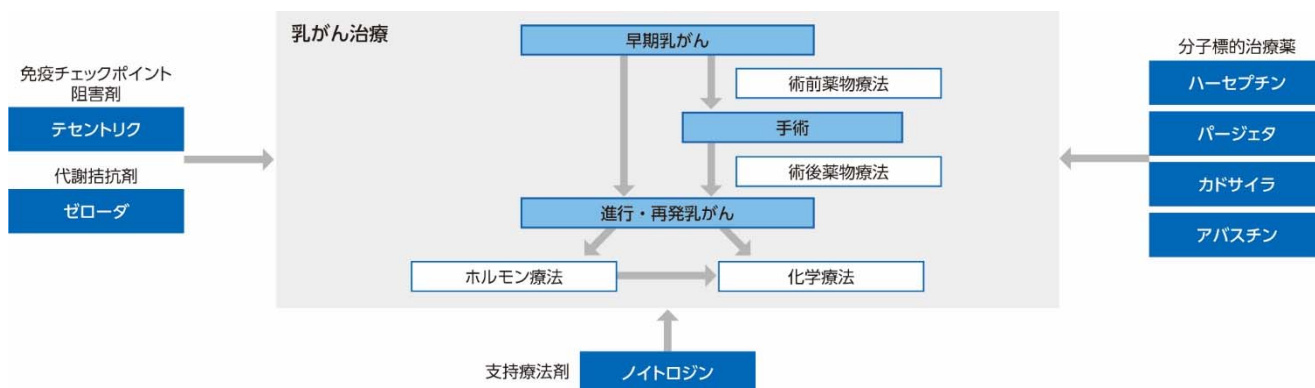 乳がん治療
早期乳がん
術前薬物療法
手術
術後薬物療法
進行・再発乳がん
ホルモン療法
化学療法
免疫チェックポイント
阻害剤
テセントリク
代謝拮抗剤
ゼローダ
分子標的治療薬
ハーセプチン
パージェタ
カドサイラ
アバスチン
支持療法剤
ノイトロジン